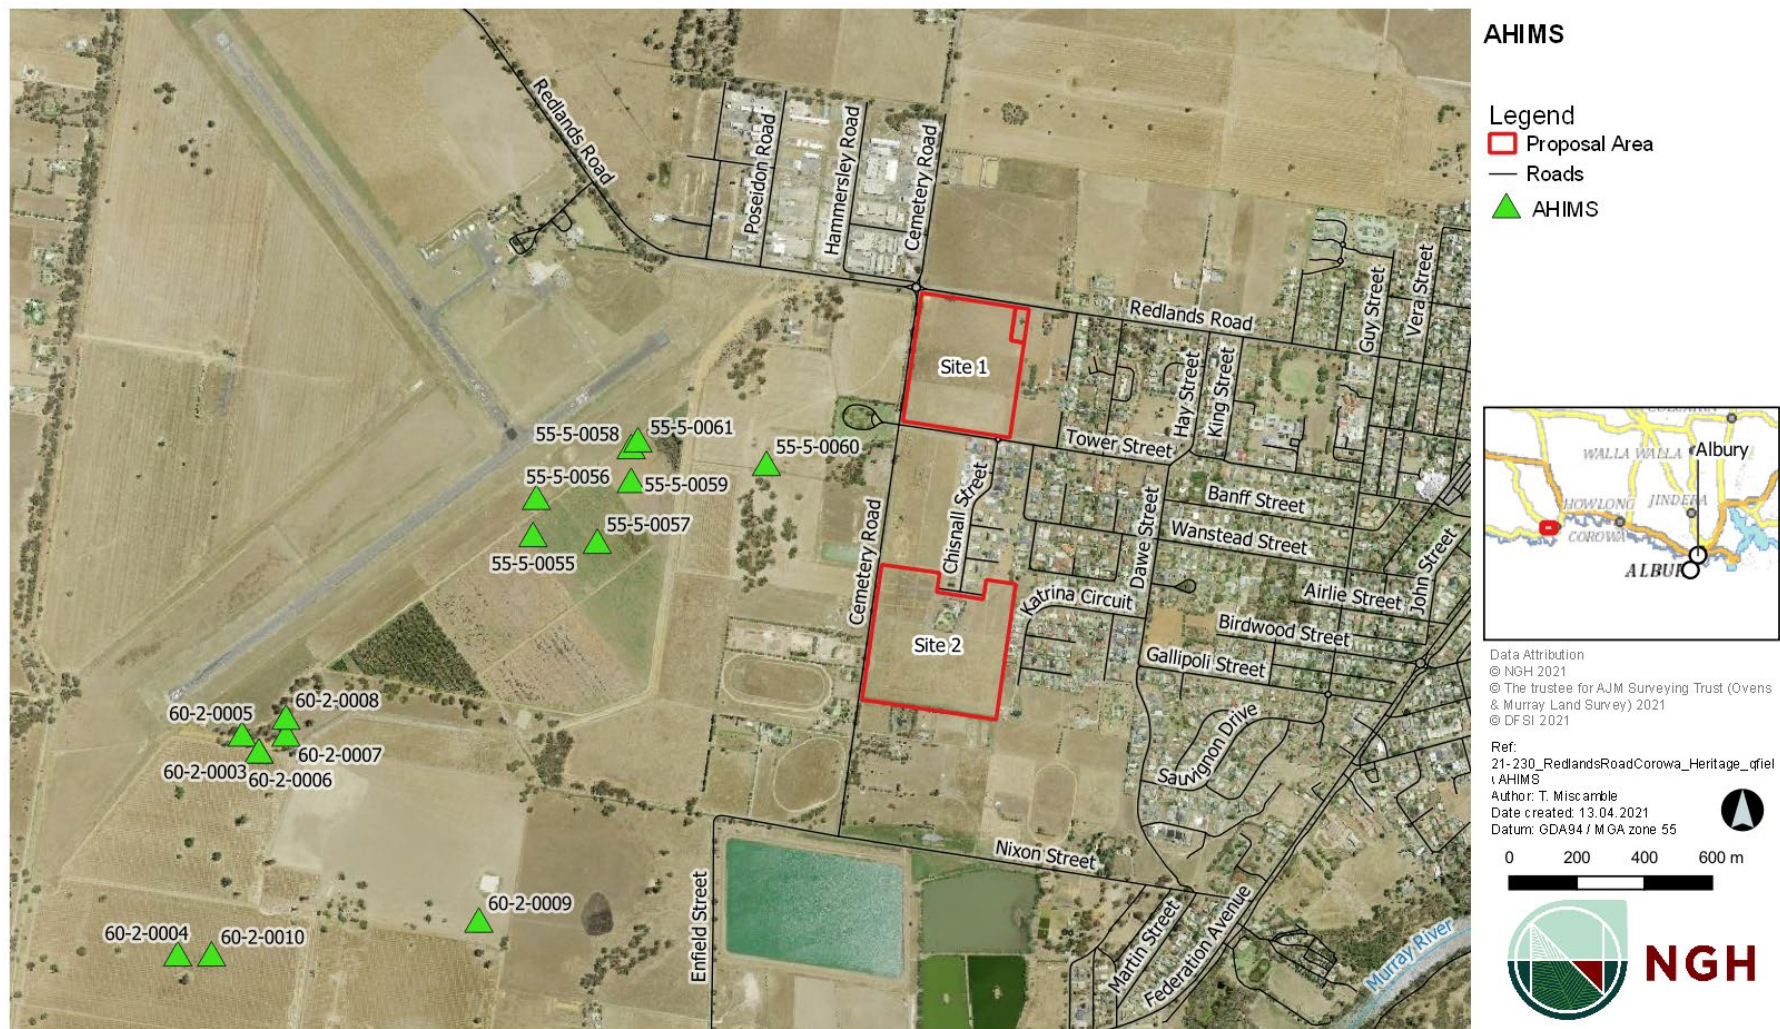 AHIMS
Legend
Proposal Area
Roads
AHIMS
Redlands Road
Poseidon Road
Hammersley Road
Cemetery Road
Redlands Road
Guy Street
Vera Street
Site 1
Hay Street
King Street
Tower Street
55-5-0058
55-5-0061
55-5-0060
55-5-0056
55-5-0059
55-5-0057
55-5-0055
Cemetery Road
Chisnall Street
Banff Street
Dawe Street
Wanstead Street
John Street
Airlie Street
Katrina Circuit
Birdwood Street
Site 2
Gallipoli Street
60-2-0008
60-2-0005
60-2-0007
60-2-0003
60-2-0006
Sauvignon Drive
Nixon Street
60-2-0009
60-2-0004
60-2-0010
Enfield Street
Martin Street
Federation Avenue
Murray River
WALLA WALLA
Albury
HOWLONG
JINDERA
COROWA
Data Attribution
© NGH 2021
© The trustee for AJM Surveying Trust (Ovens
& Murray Land Survey) 2021
© DFSI 2021
Ref:
21-230_RedlandsRoadCorowa_Heritage_qfiel
AHIMS
Author: T. Miscamble
Date created: 13.04.2021
Datum: GDA94 / MGA zone 55
0 200 400 600 m
NGH